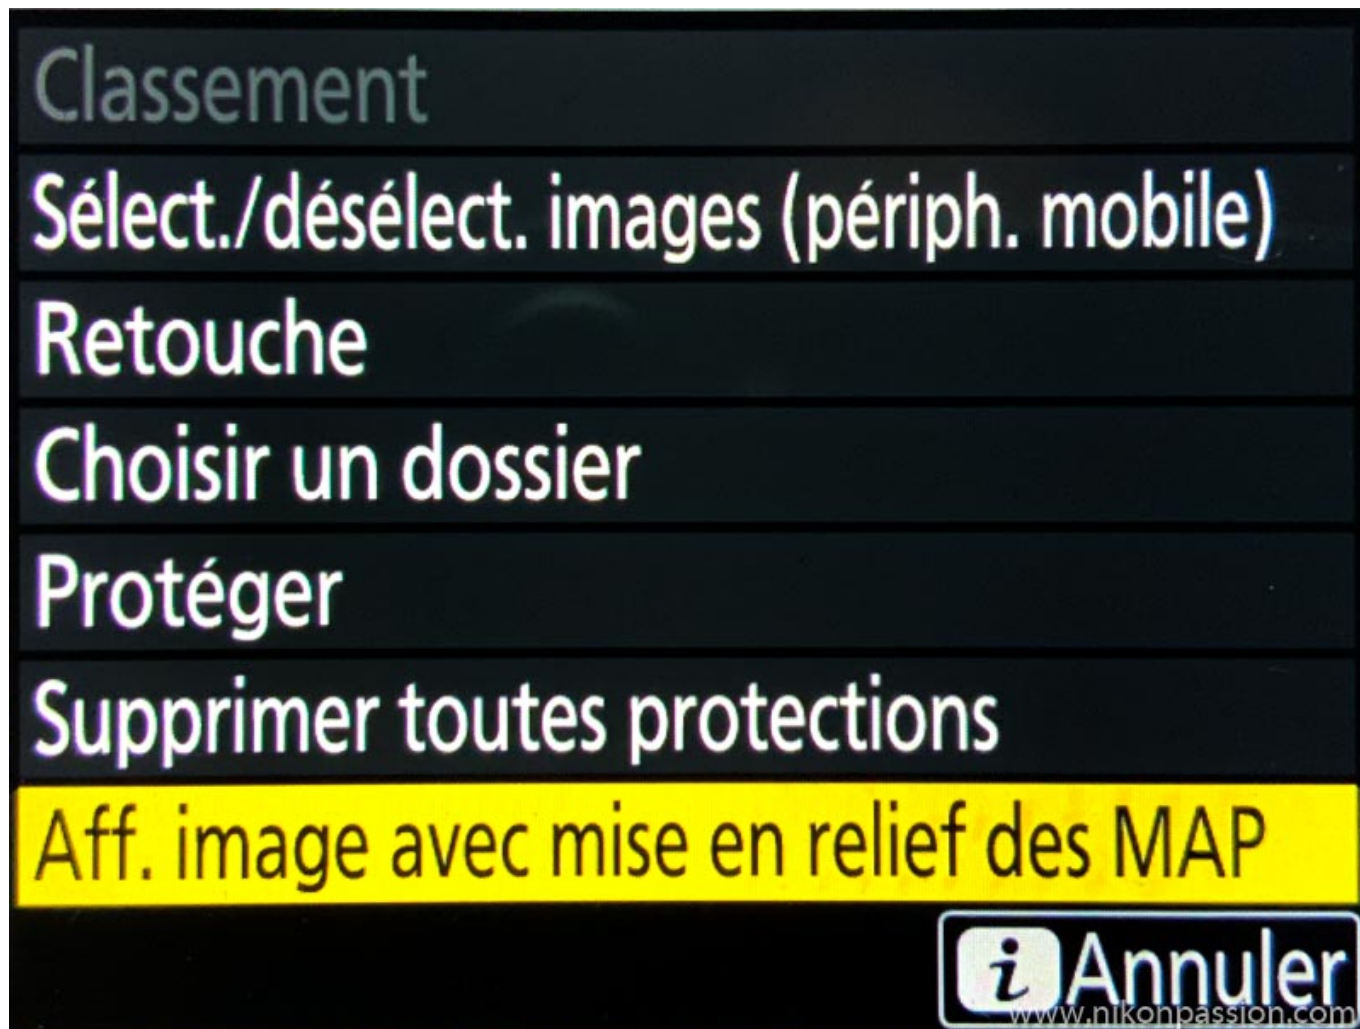 Classement
Sélect./désélect. images (périph. mobile)
Retouche
Choisir un dossier
Protéger
Supprimer toutes protections
Aff. image avec mise en relief des MAP
i Annuler
www.nikonpassion.com